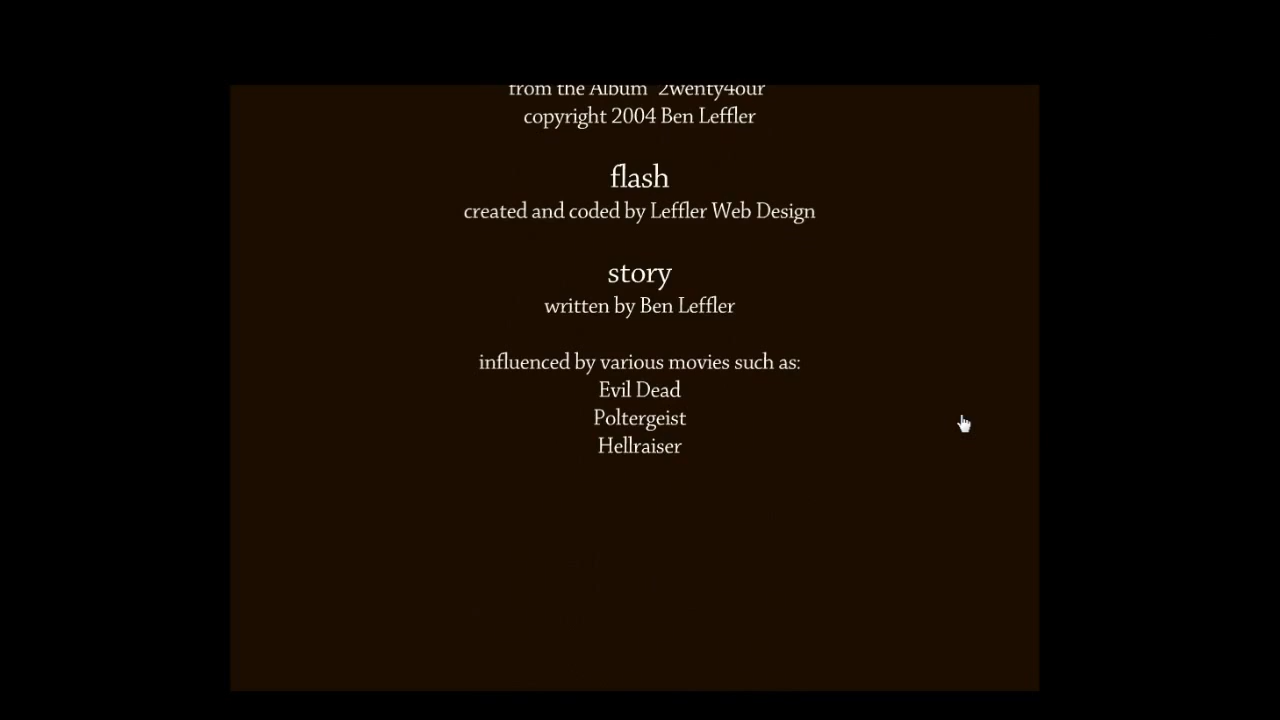 from the Album 2wenty4our
copyright 2004 Ben Leffler
flash
created and coded by Leffler Web Design
story
written by Ben Leffler
influenced by various movies such as:
Evil Dead
Poltergeist
Hellraiser